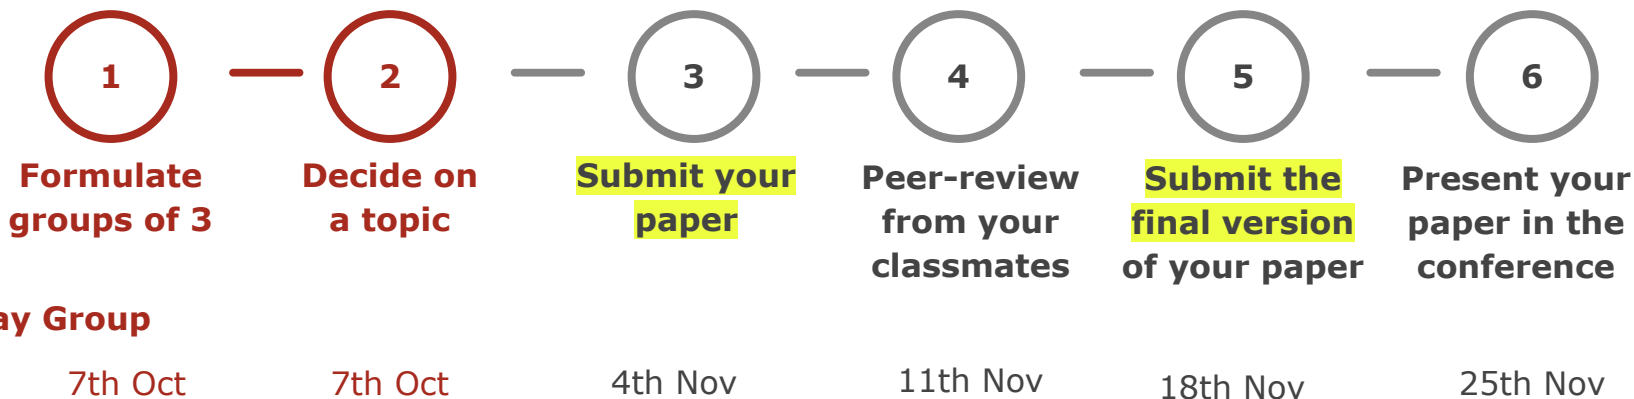 1
2
3
4
5
6
Formulate
groups of 3
Decide on
a topic
Submit your
paper
Peer-review
from your
classmates
Submit the
final version
of your paper
Present your
paper in the
conference
Group
7th Oct
7th Oct
4th Nov
11th Nov
18th Nov
25th Nov